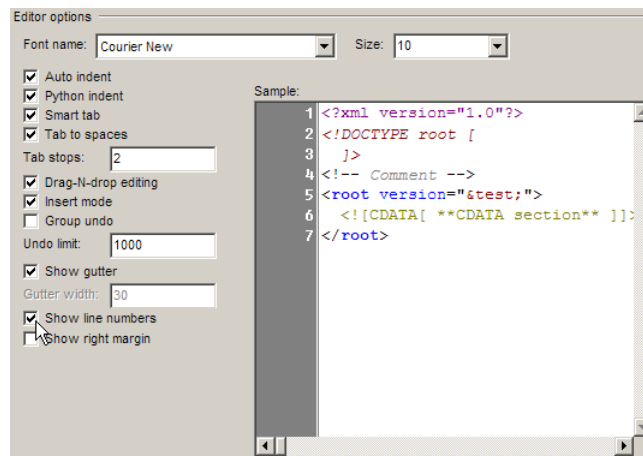 Editor options
Font name: Courier New Size: 10
Auto indent
Python indent
Smart tab
Tab to spaces
Tab stops: 2
Drag-N-drop editing
Insert mode
Group undo
Undo limit: 1000
Show gutter
Gutter width: 30
Show line numbers
Show right margin
Sample:
1 <?xml version="1.0"?>
2 <!DOCTYPE root [
3 ]>
4 <!-- Comment -->
5 <root version="&test;">
6 <![CDATA[ **CDATA section** ]]>
7 </root>